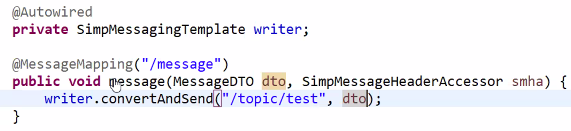 @Autowired
private SimpMessagingTemplate writer;
@MessageMapping("/message")
public void message(MessageDTO dto, SimpMessageHeaderAccessor smha) {
writer.convertAndSend("/topic/test", dto);
}